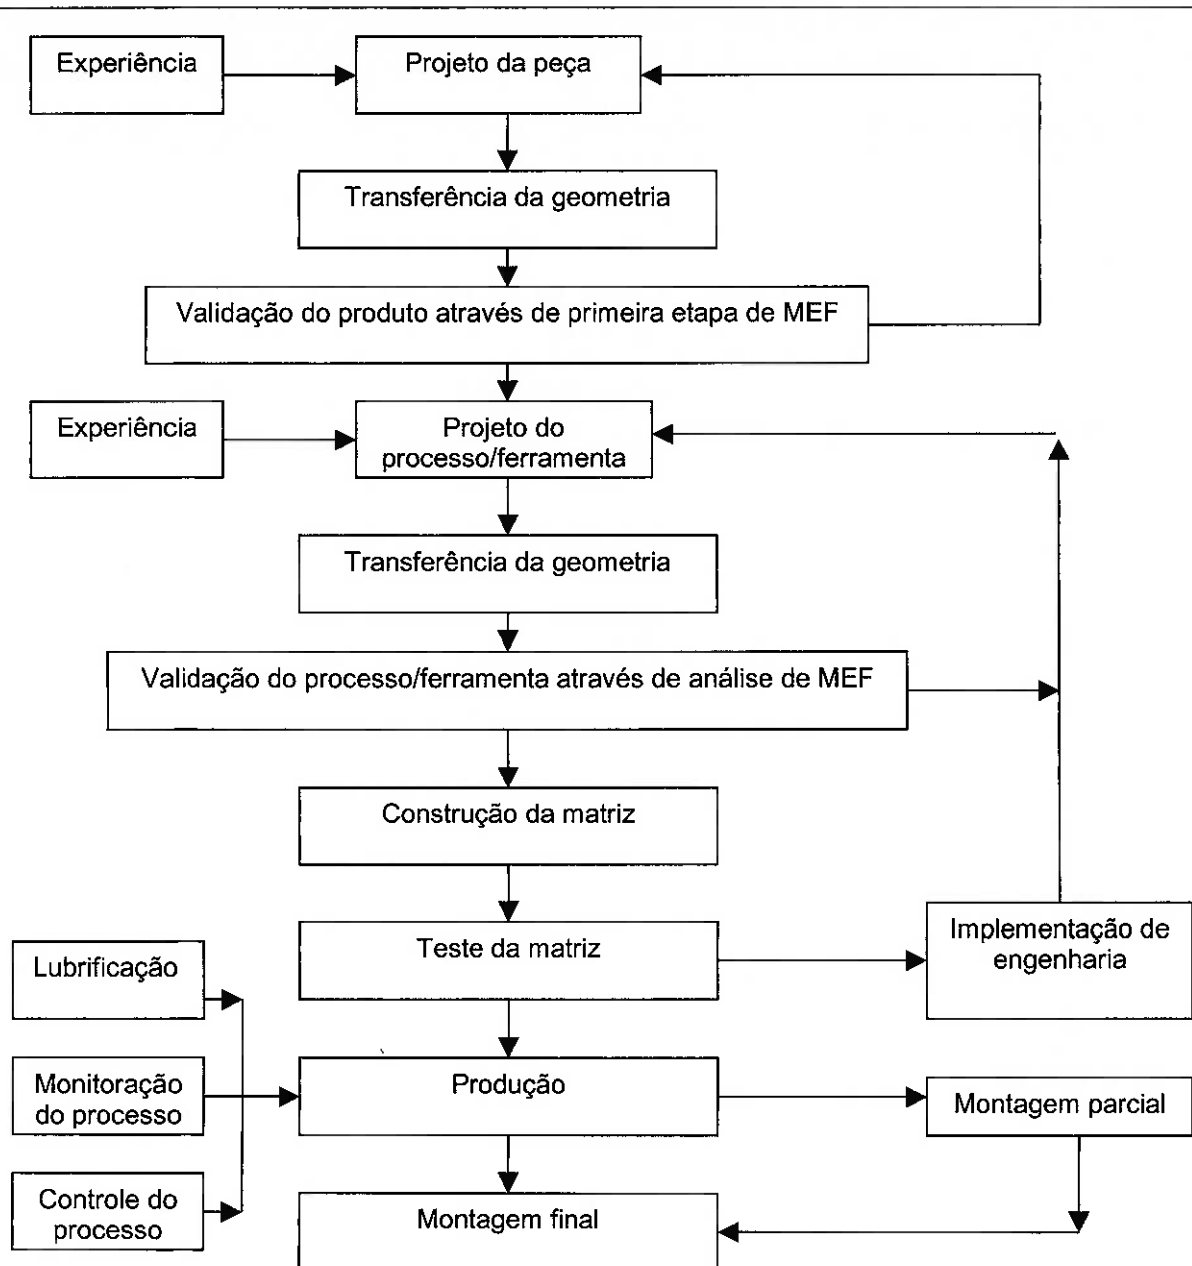 Experiência
Projeto da peça
Transferência da geometria
Validação do produto através de primeira etapa de MEF
Experiência
Projeto do
processo/ferramenta
Transferência da geometria
Validação do processo/ferramenta através de análise de MEF
Construção da matriz
Teste da matriz
Implementação de
engenharia
Lubrificação
Monitoração
do processo
Produção
Montagem parcial
Controle do
processo
Montagem final